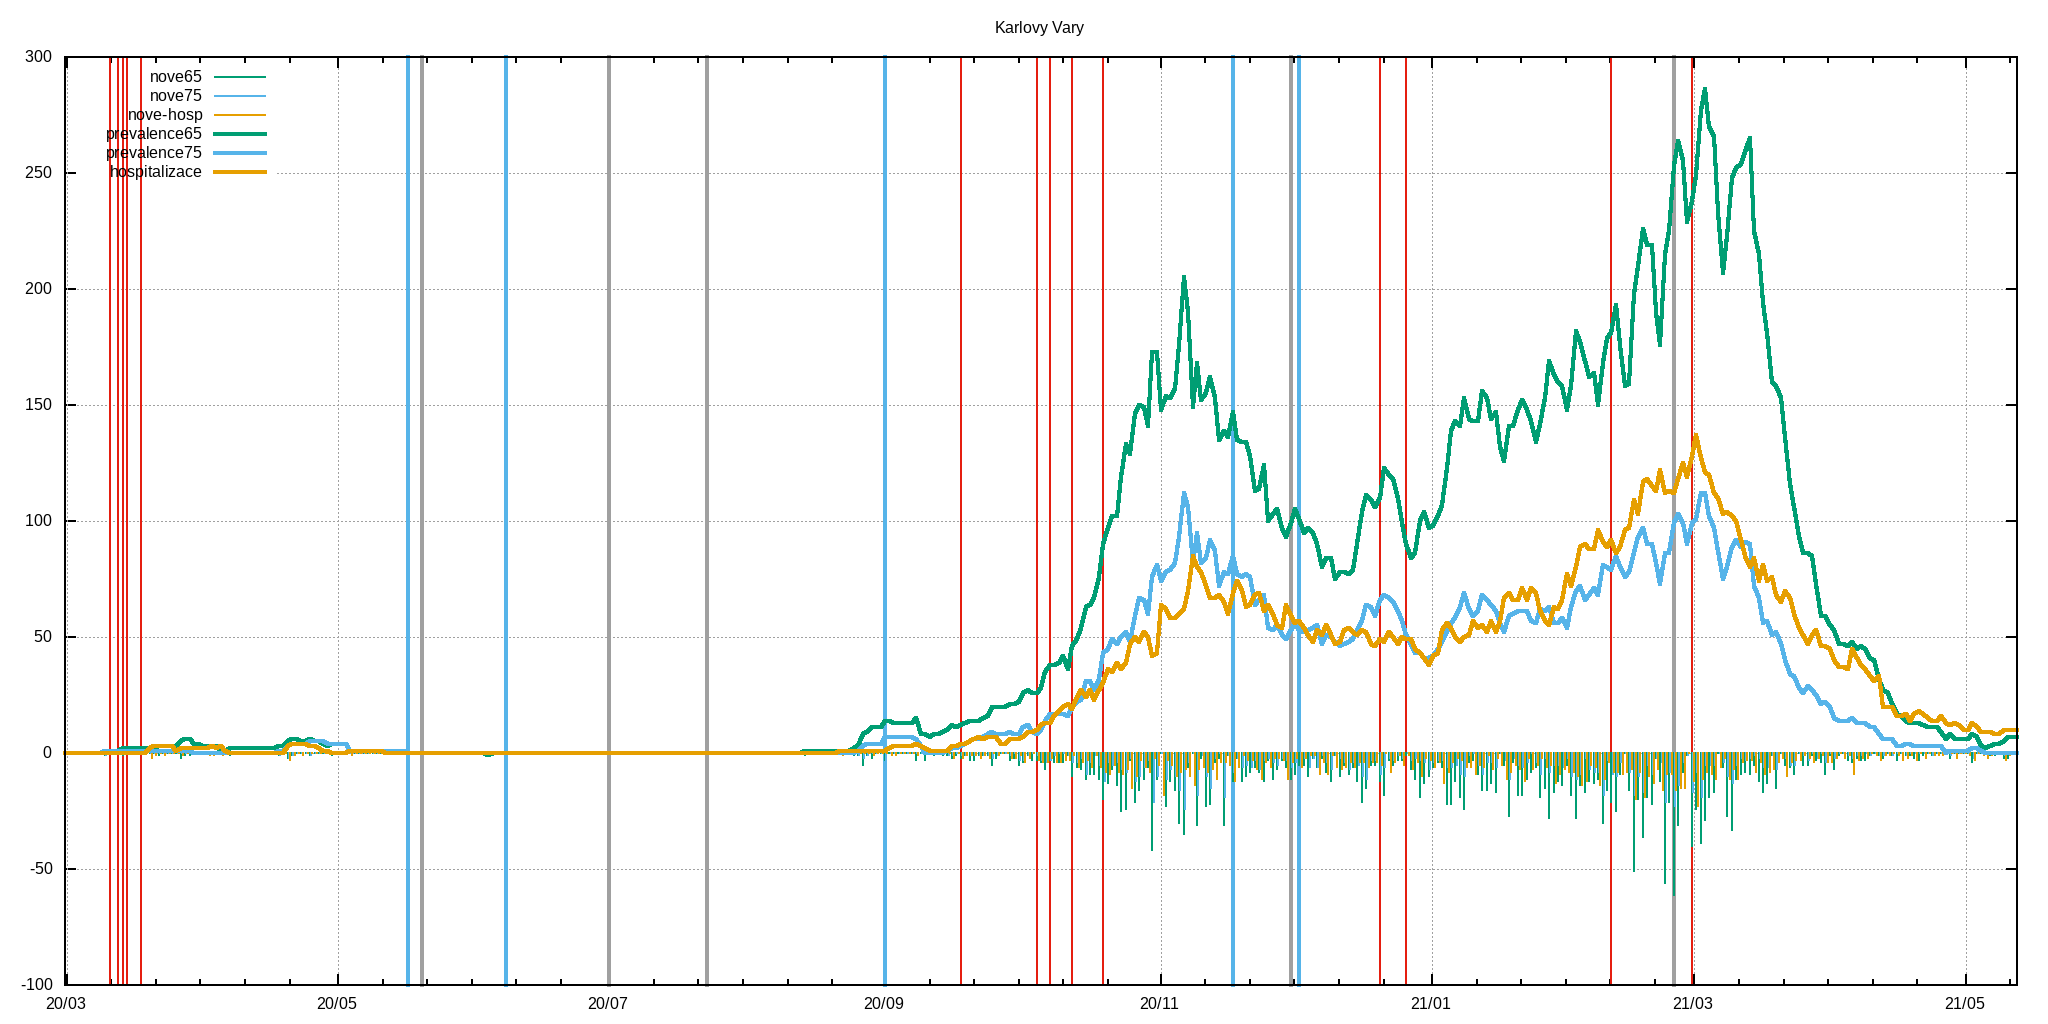 Karlovy Vary
300
250
200
150
100
50
0
-50
-100
nove65
nove75
nove-hosp
prevalence65
prevalence75
hospitalizace
20/03 20/05 20/07 20/09 20/11 21/01 21/03 21/05